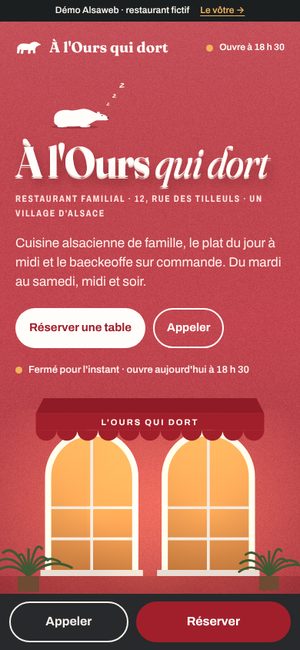 Démo Alsaweb · restaurant fictif Le vôtre →
À l'Ours qui dort
Ouvre à 18 h 30
z
z
z
À l'Ours qui dort
RESTAURANT FAMILIAL · 12, RUE DES TILLEULS · UN
VILLAGE D'ALSACE
Cuisine alsacienne de famille, le plat du jour à
midi et le baeckeoffe sur commande. Du mardi
au samedi, midi et soir.
Réserver une table
Appeler
Fermé pour l'instant · ouvre aujourd'hui à 18 h 30
L'OURS QUI DORT
Appeler
Réserver